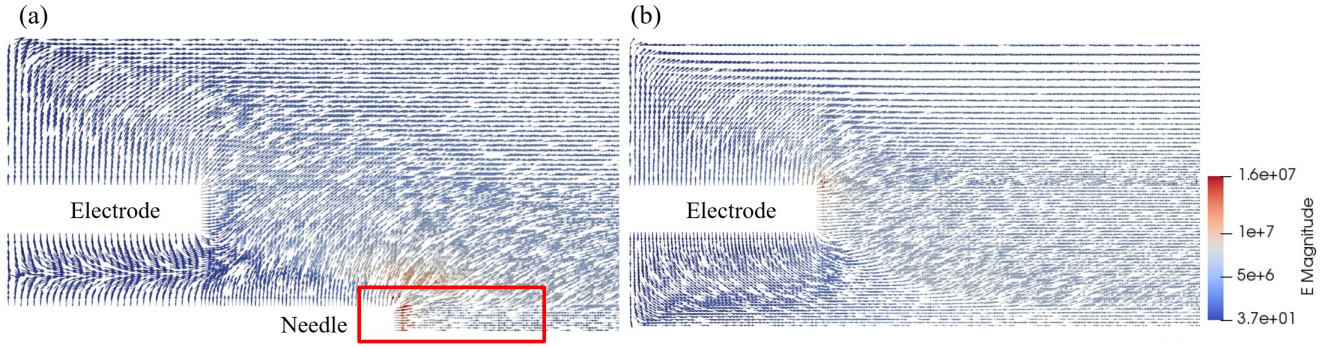 (a)
(b)
Electrode
Needle
Electrode
1.6e+07
1e+7
5e+6
3.7e+01
E Magnitude